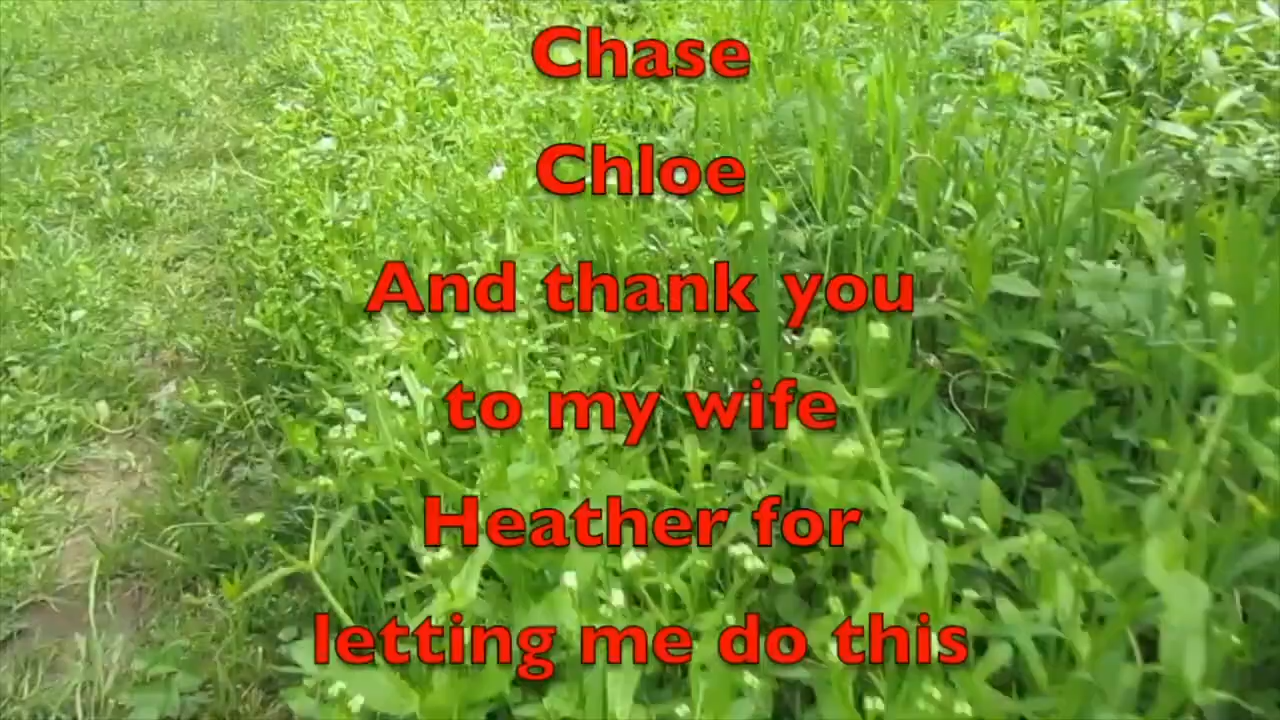 Chase
Chloe
And thank you
to my wife
Heather for
letting me do this